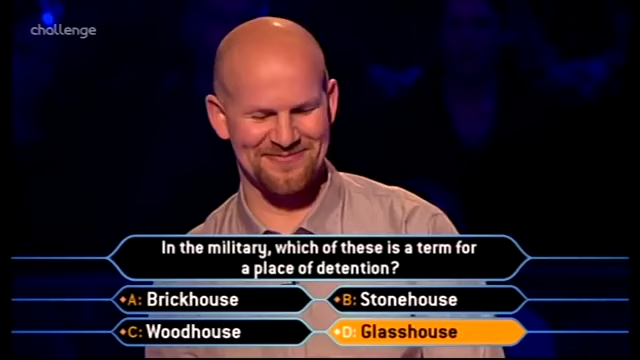 challenge
In the military, which of these is a term for
a place of detention?
A: Brickhouse
B: Stonehouse
C: Woodhouse
D: Glasshouse